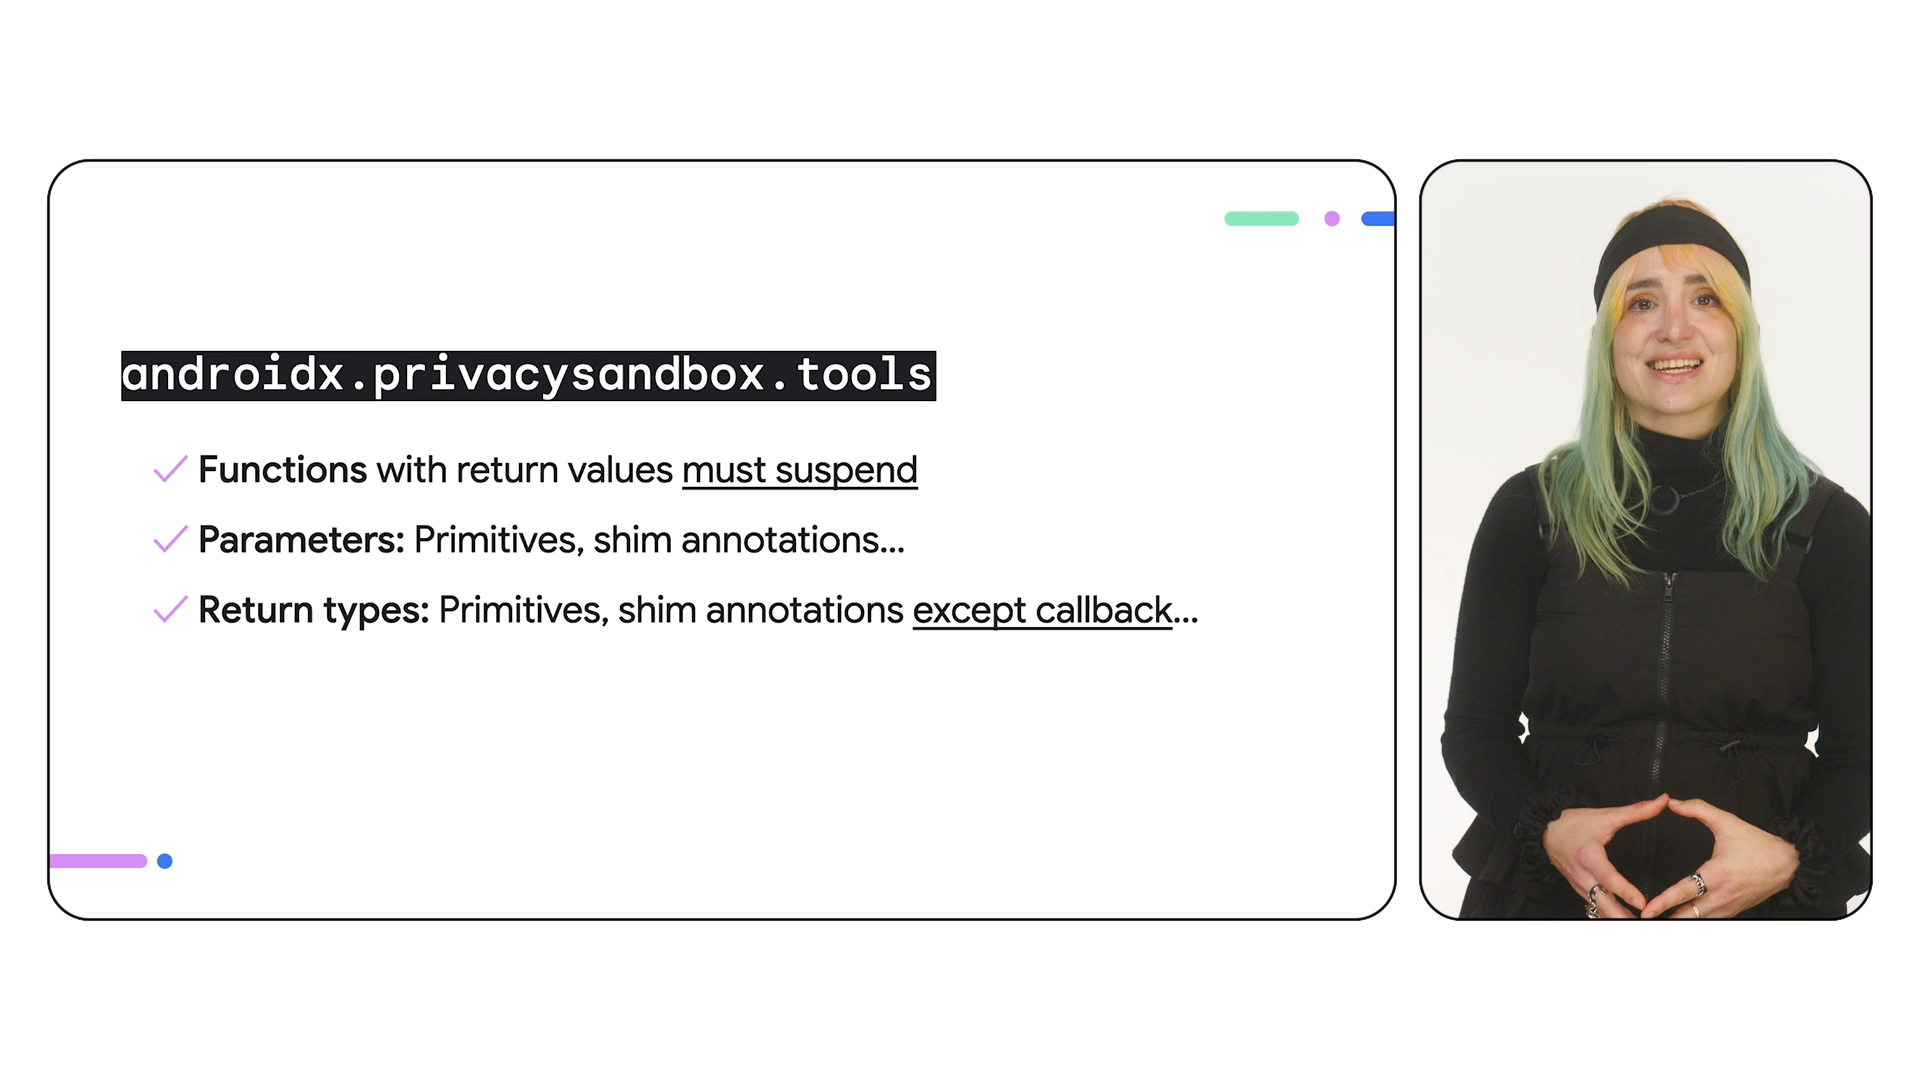 androidx.privacysandbox.tools
Functions with return values must suspend
Parameters: Primitives, shim annotations...
Return types: Primitives, shim annotations except callback...